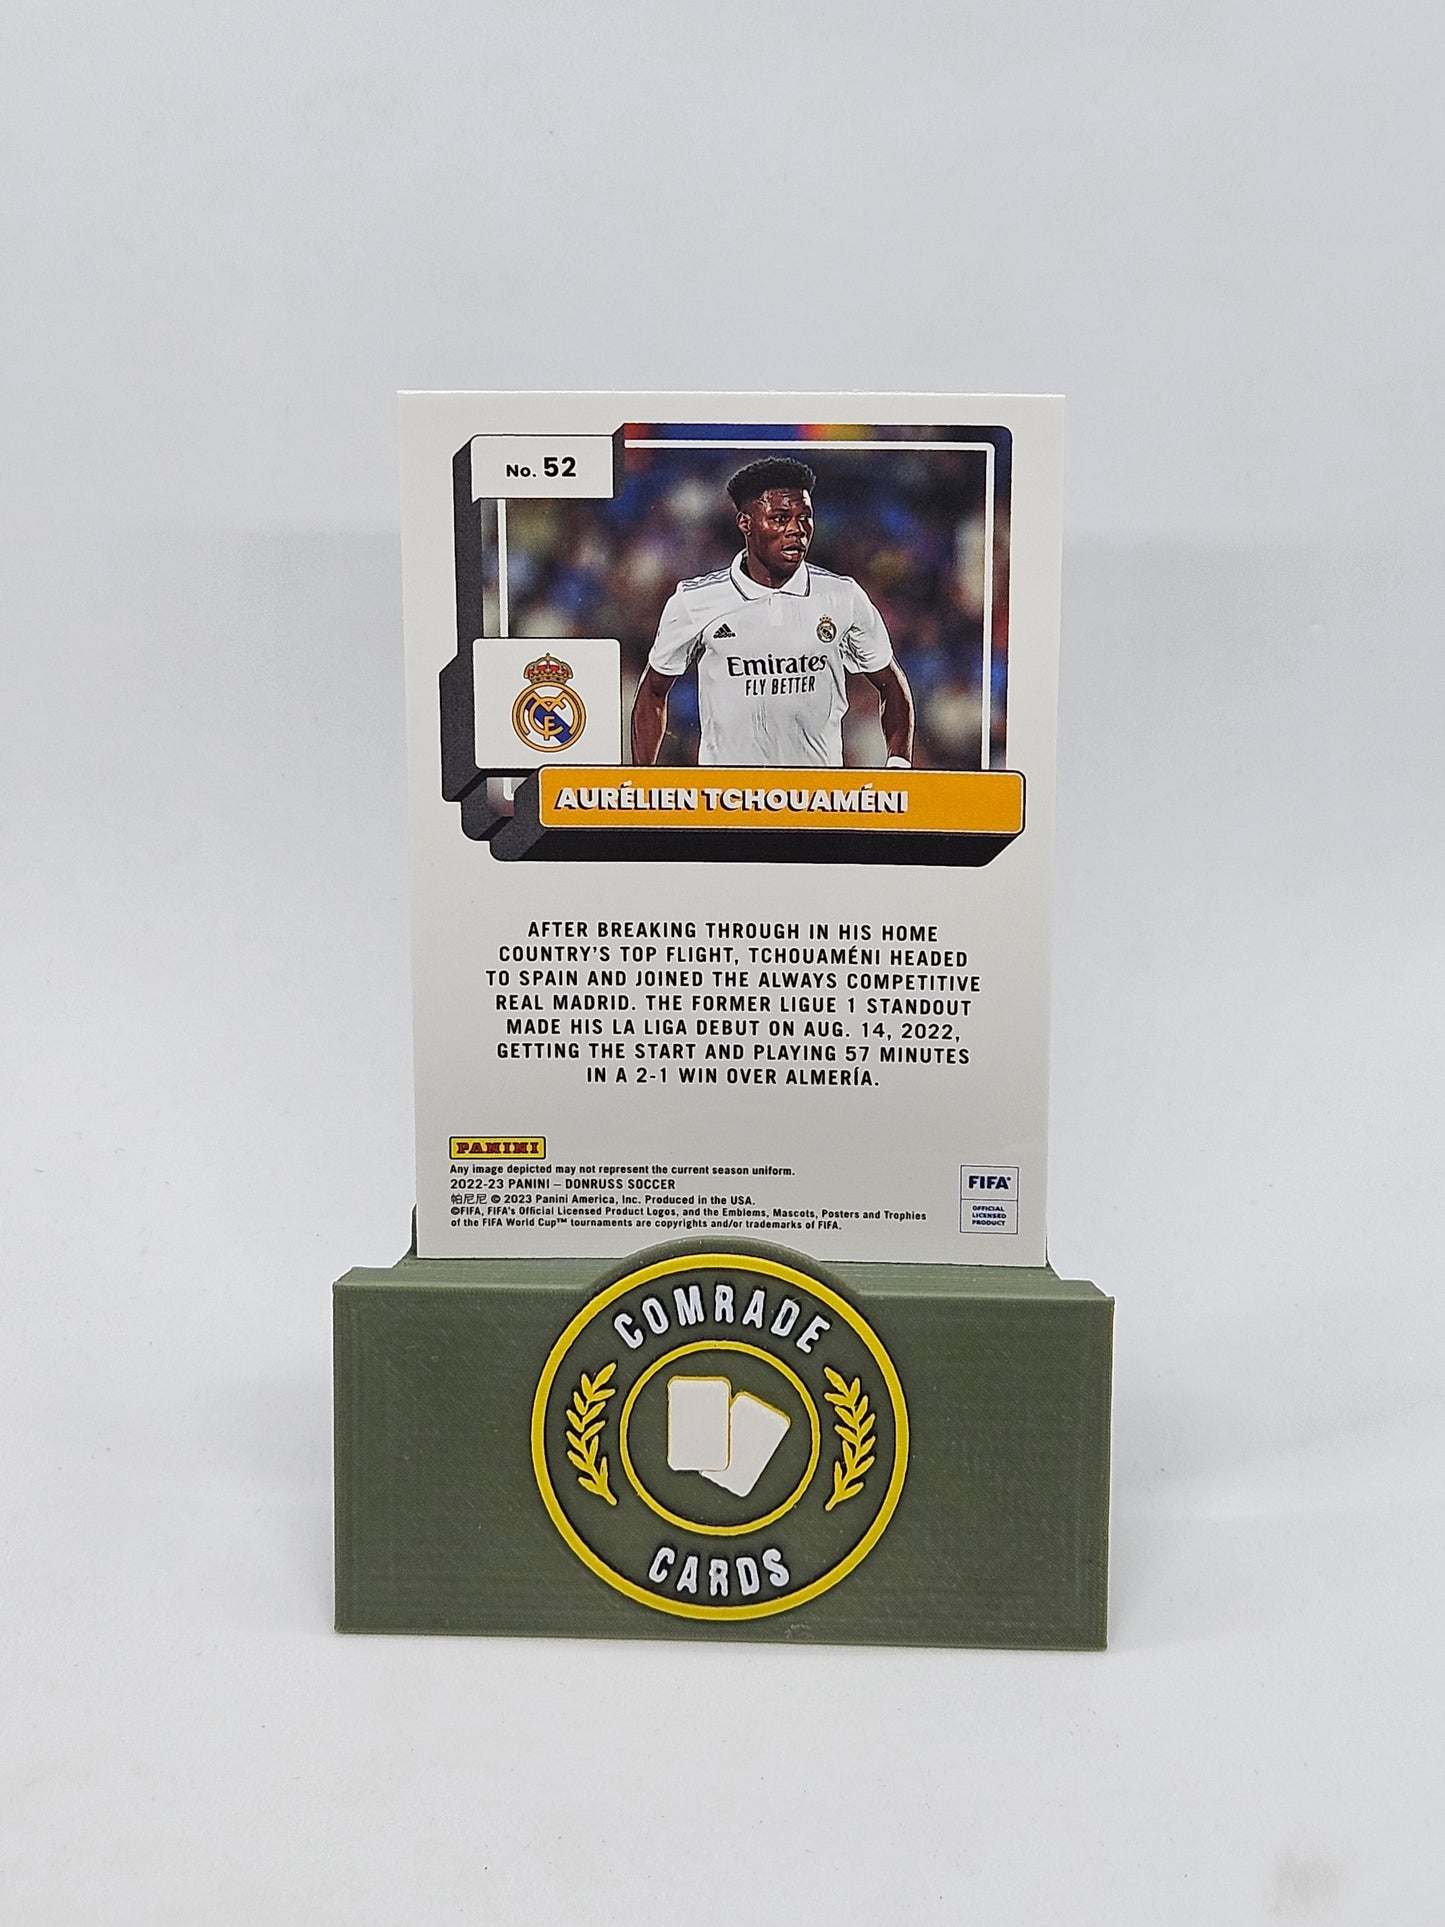 No. 52
Emirates
FLY BETTER
AURÉLIEN TCHOUAMÉNI
AFTER BREAKING THROUGH IN HIS HOME
COUNTRY'S TOP FLIGHT, TCHOUAMÉNI HEADED
TO SPAIN AND JOINED THE ALWAYS COMPETITIVE
REAL MADRID. THE FORMER LIGUE 1 STANDOUT
MADE HIS LA LIGA DEBUT ON AUG. 14, 2022,
GETTING THE START AND PLAYING 57 MINUTES
IN A 2-1 WIN OVER ALMERÍA.
PANINI
Any image depicted may not represent the current season uniform.
2022-23 PANINI – DONRUSS SOCCER
帕尼尼 © 2023 Panini America, Inc. Produced in the USA.
©FIFA, FIFA's Official Licensed Product Logos, and the Emblems, Mascots, Posters and Trophies
of the FIFA World Cup™ tournaments are copyrights and/or trademarks of FIFA.
FIFA®
OFFICIAL
LICENSED
PRODUCT
COMRADE
CARDS